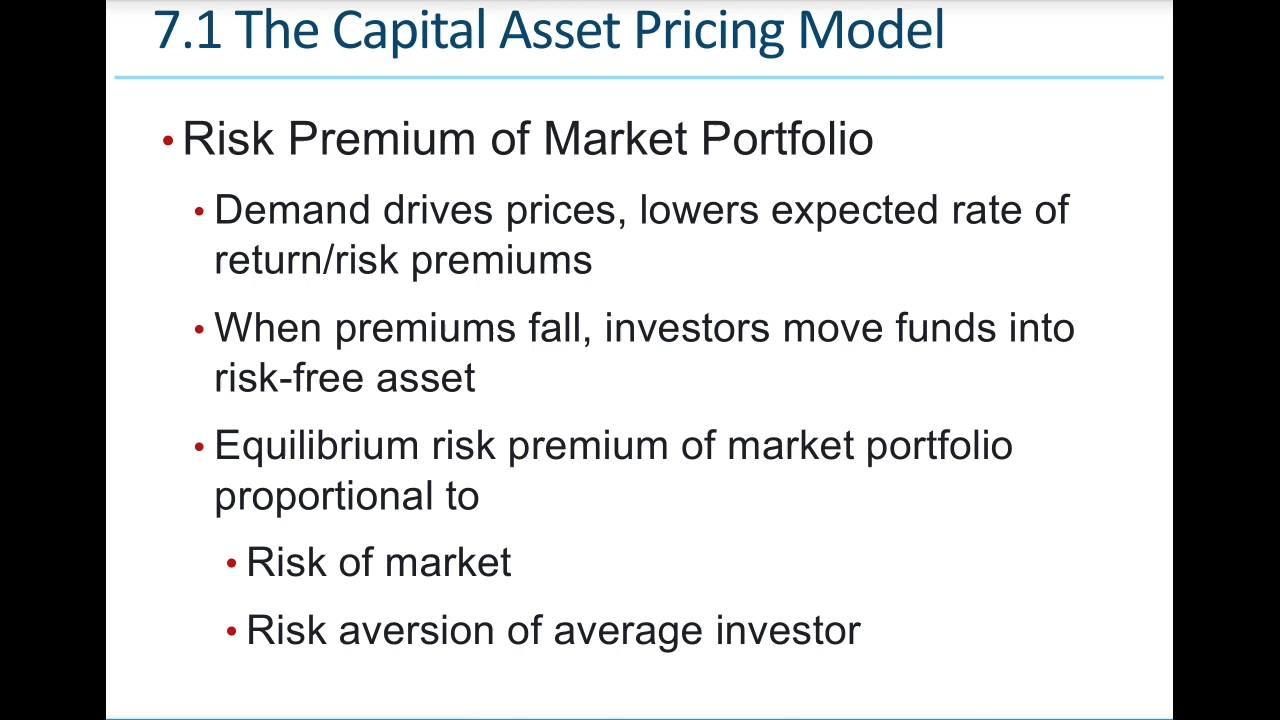 7.1 The Capital Asset Pricing Model
• Risk Premium of Market Portfolio
• Demand drives prices, lowers expected rate of
return/risk premiums
• When premiums fall, investors move funds into
risk-free asset
• Equilibrium risk premium of market portfolio
proportional to
• Risk of market
• Risk aversion of average investor